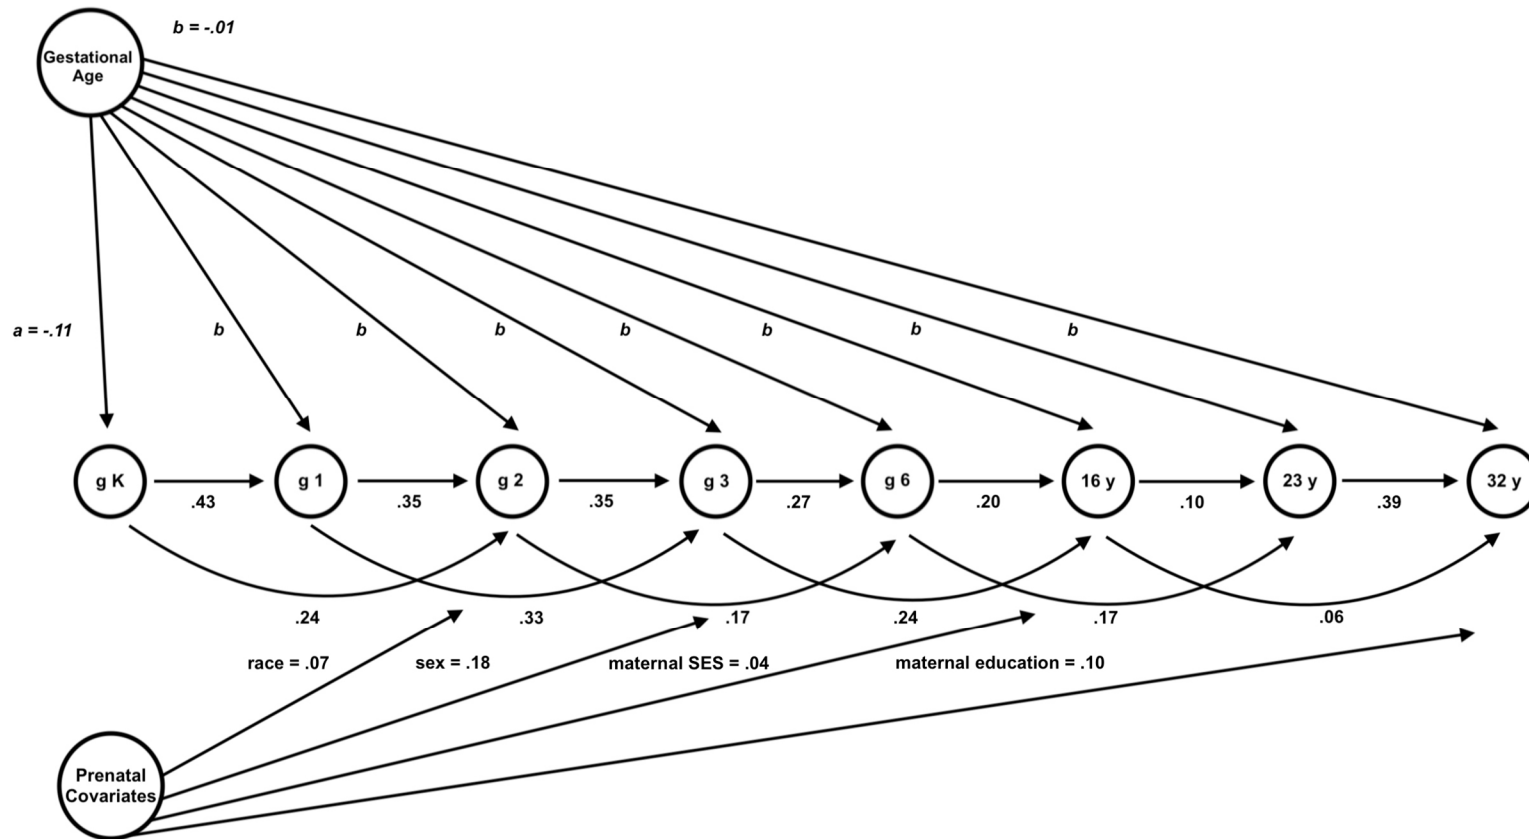 b = -.01
Gestational
Age
a = -.11
b
b
b
b
b
b
b
g K
g 1
g 2
g 3
g 6
16 y
23 y
32 y
.43
.35
.35
.27
.20
.10
.39
.24
.33
.17
.24
.17
.06
race = .07
sex = .18
maternal SES = .04
maternal education = .10
Prenatal
Covariates